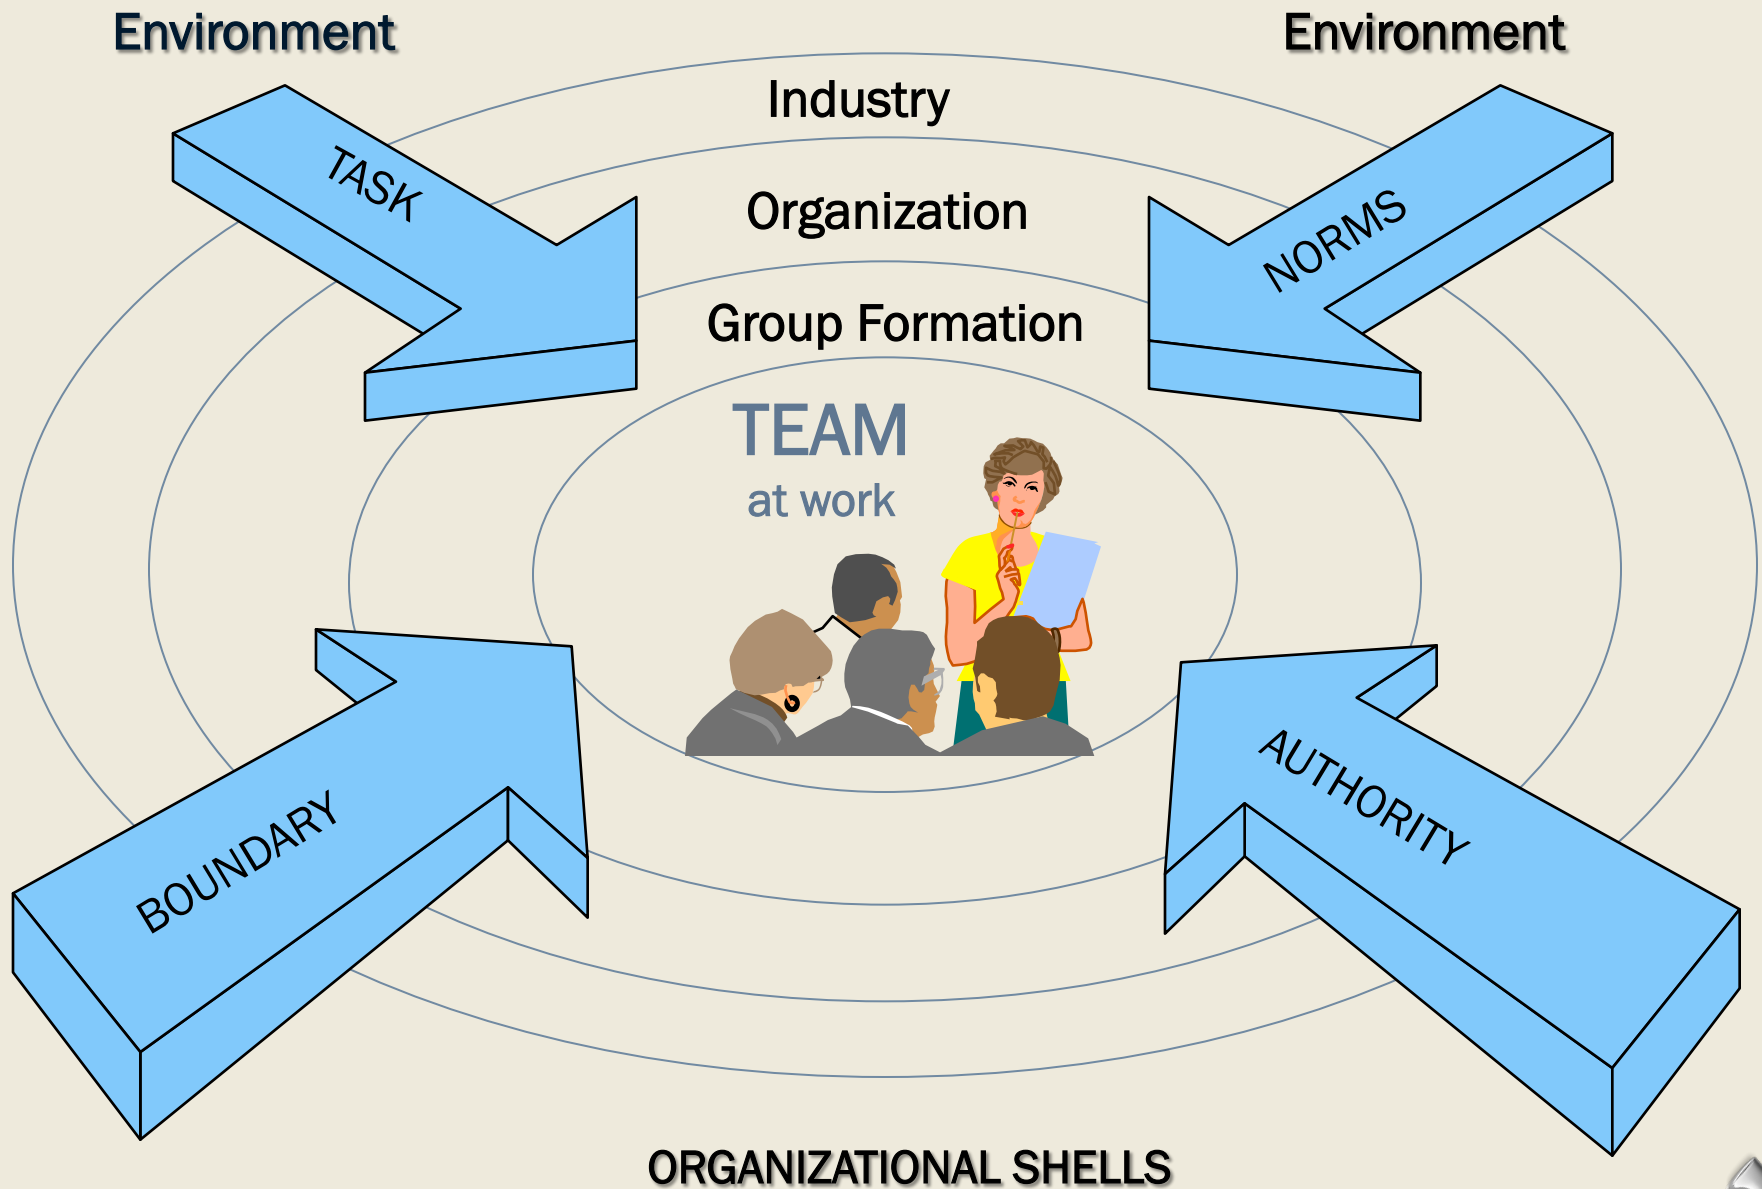 Environment
Environment
Industry
TASK
Organization
NORMS
Group Formation
TEAM
at work
BOUNDARY
AUTHORITY
ORGANIZATIONAL SHELLS